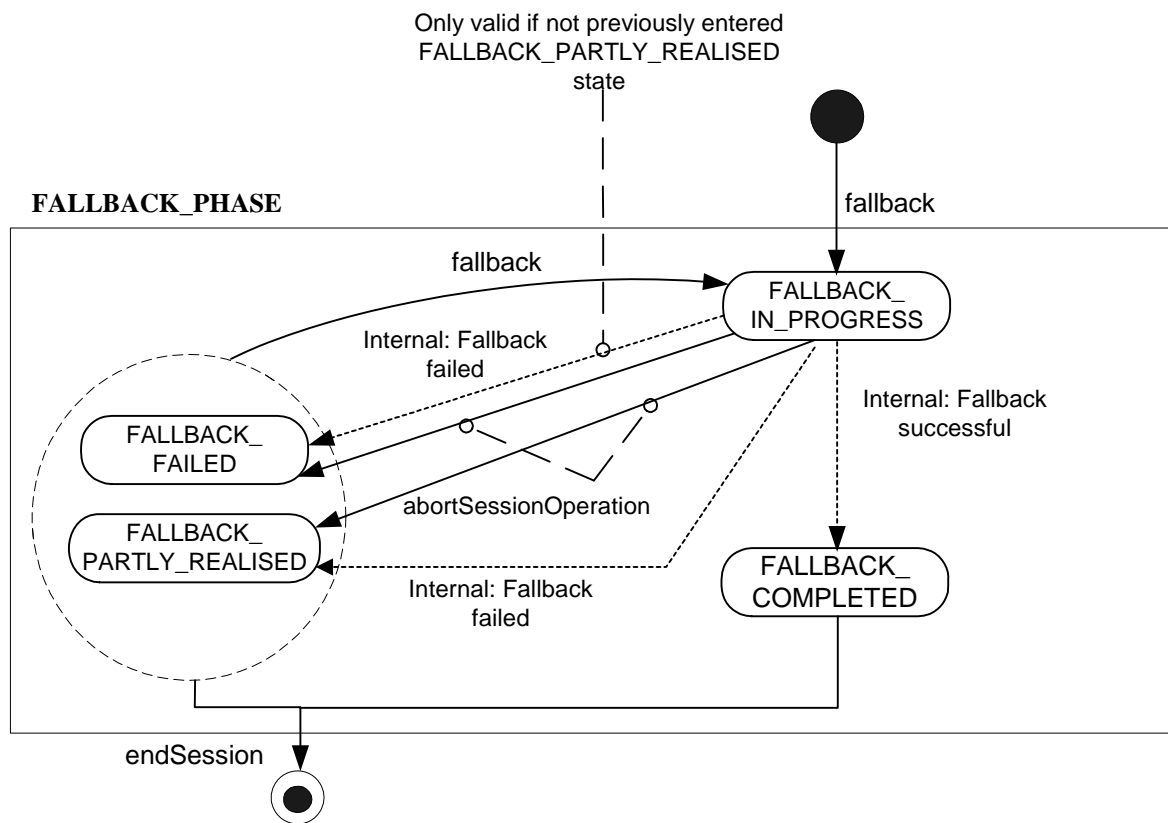 Only valid if not previously entered
FALLBACK_PARTLY_REALISED
state
fallback
FALLBACK_PHASE
fallback
FALLBACK_
IN_PROGRESS
Internal: Fallback
failed
Internal: Fallback
successful
FALLBACK_
FAILED
abortSessionOperation
FALLBACK_
PARTLY_REALISED
Internal: Fallback
failed
FALLBACK_
COMPLETED
endSession